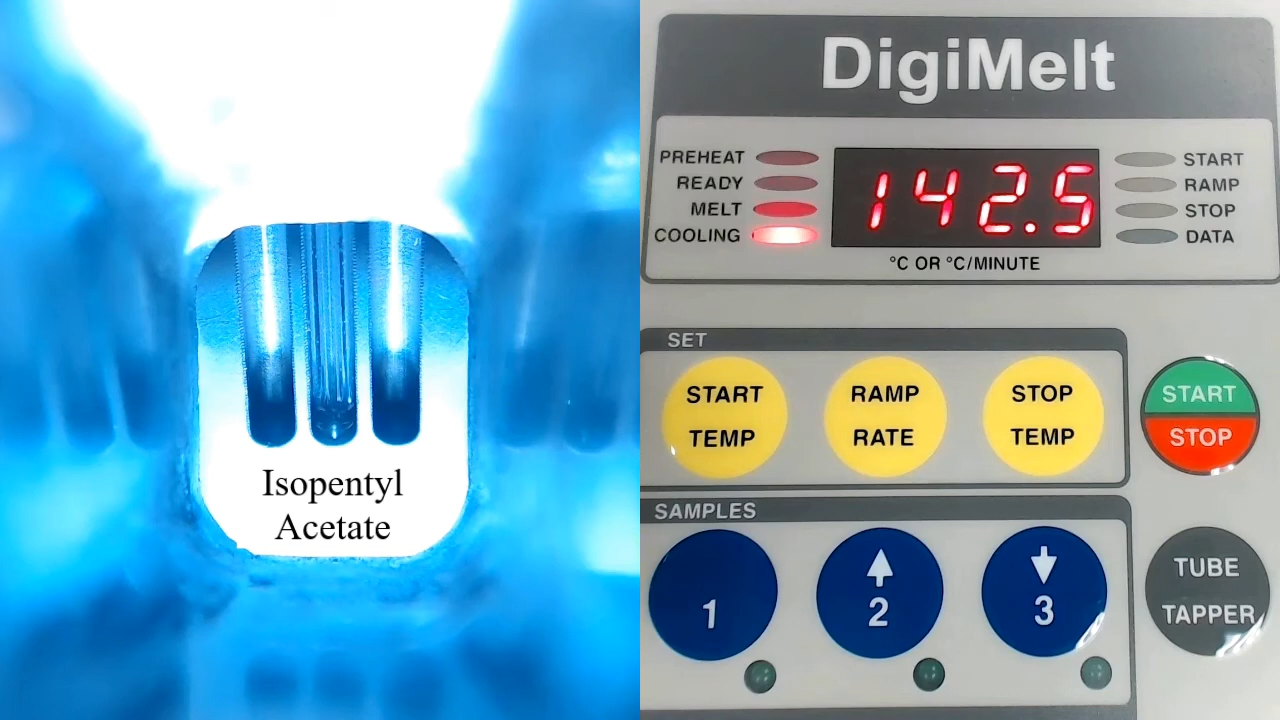 Isopentyl
Acetate
DigiMelt
PREHEAT
READY
MELT
COOLING
142.5
START
RAMP
STOP
DATA
°C OR °C/MINUTE
SET
START
TEMP
RAMP
RATE
STOP
TEMP
START
STOP
SAMPLES
1
2
3
TUBE
TAPPER